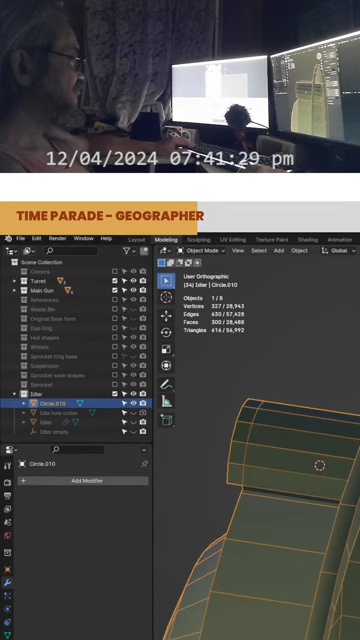 12/04/2024 07:41:29 pm
TIME PARADE - GEOGRAPHER
File Edit Render Window Help Layout Modeling Sculpting UV Editing Texture Paint Shading Animation
Object Mode View Select Add Object Global
Scene Collection
Camera
Turret
Main Gun
References
Waste Bin
Original Base form
Dup Orig
Hull shapes
Wheels
Sprocket Orig base
Suspension
Sprocket save shapes
Sprocket
Idler
Circle.010
Idle hole cutter
Idler
Idler empty
User Orthographic
(34) Idler | Circle.010
Objects 1 / 8
Vertices 327 / 28,943
Edges 630 / 57,428
Faces 300 / 28,488
Triangles 616 / 56,992
Circle.010
+ Add Modifier